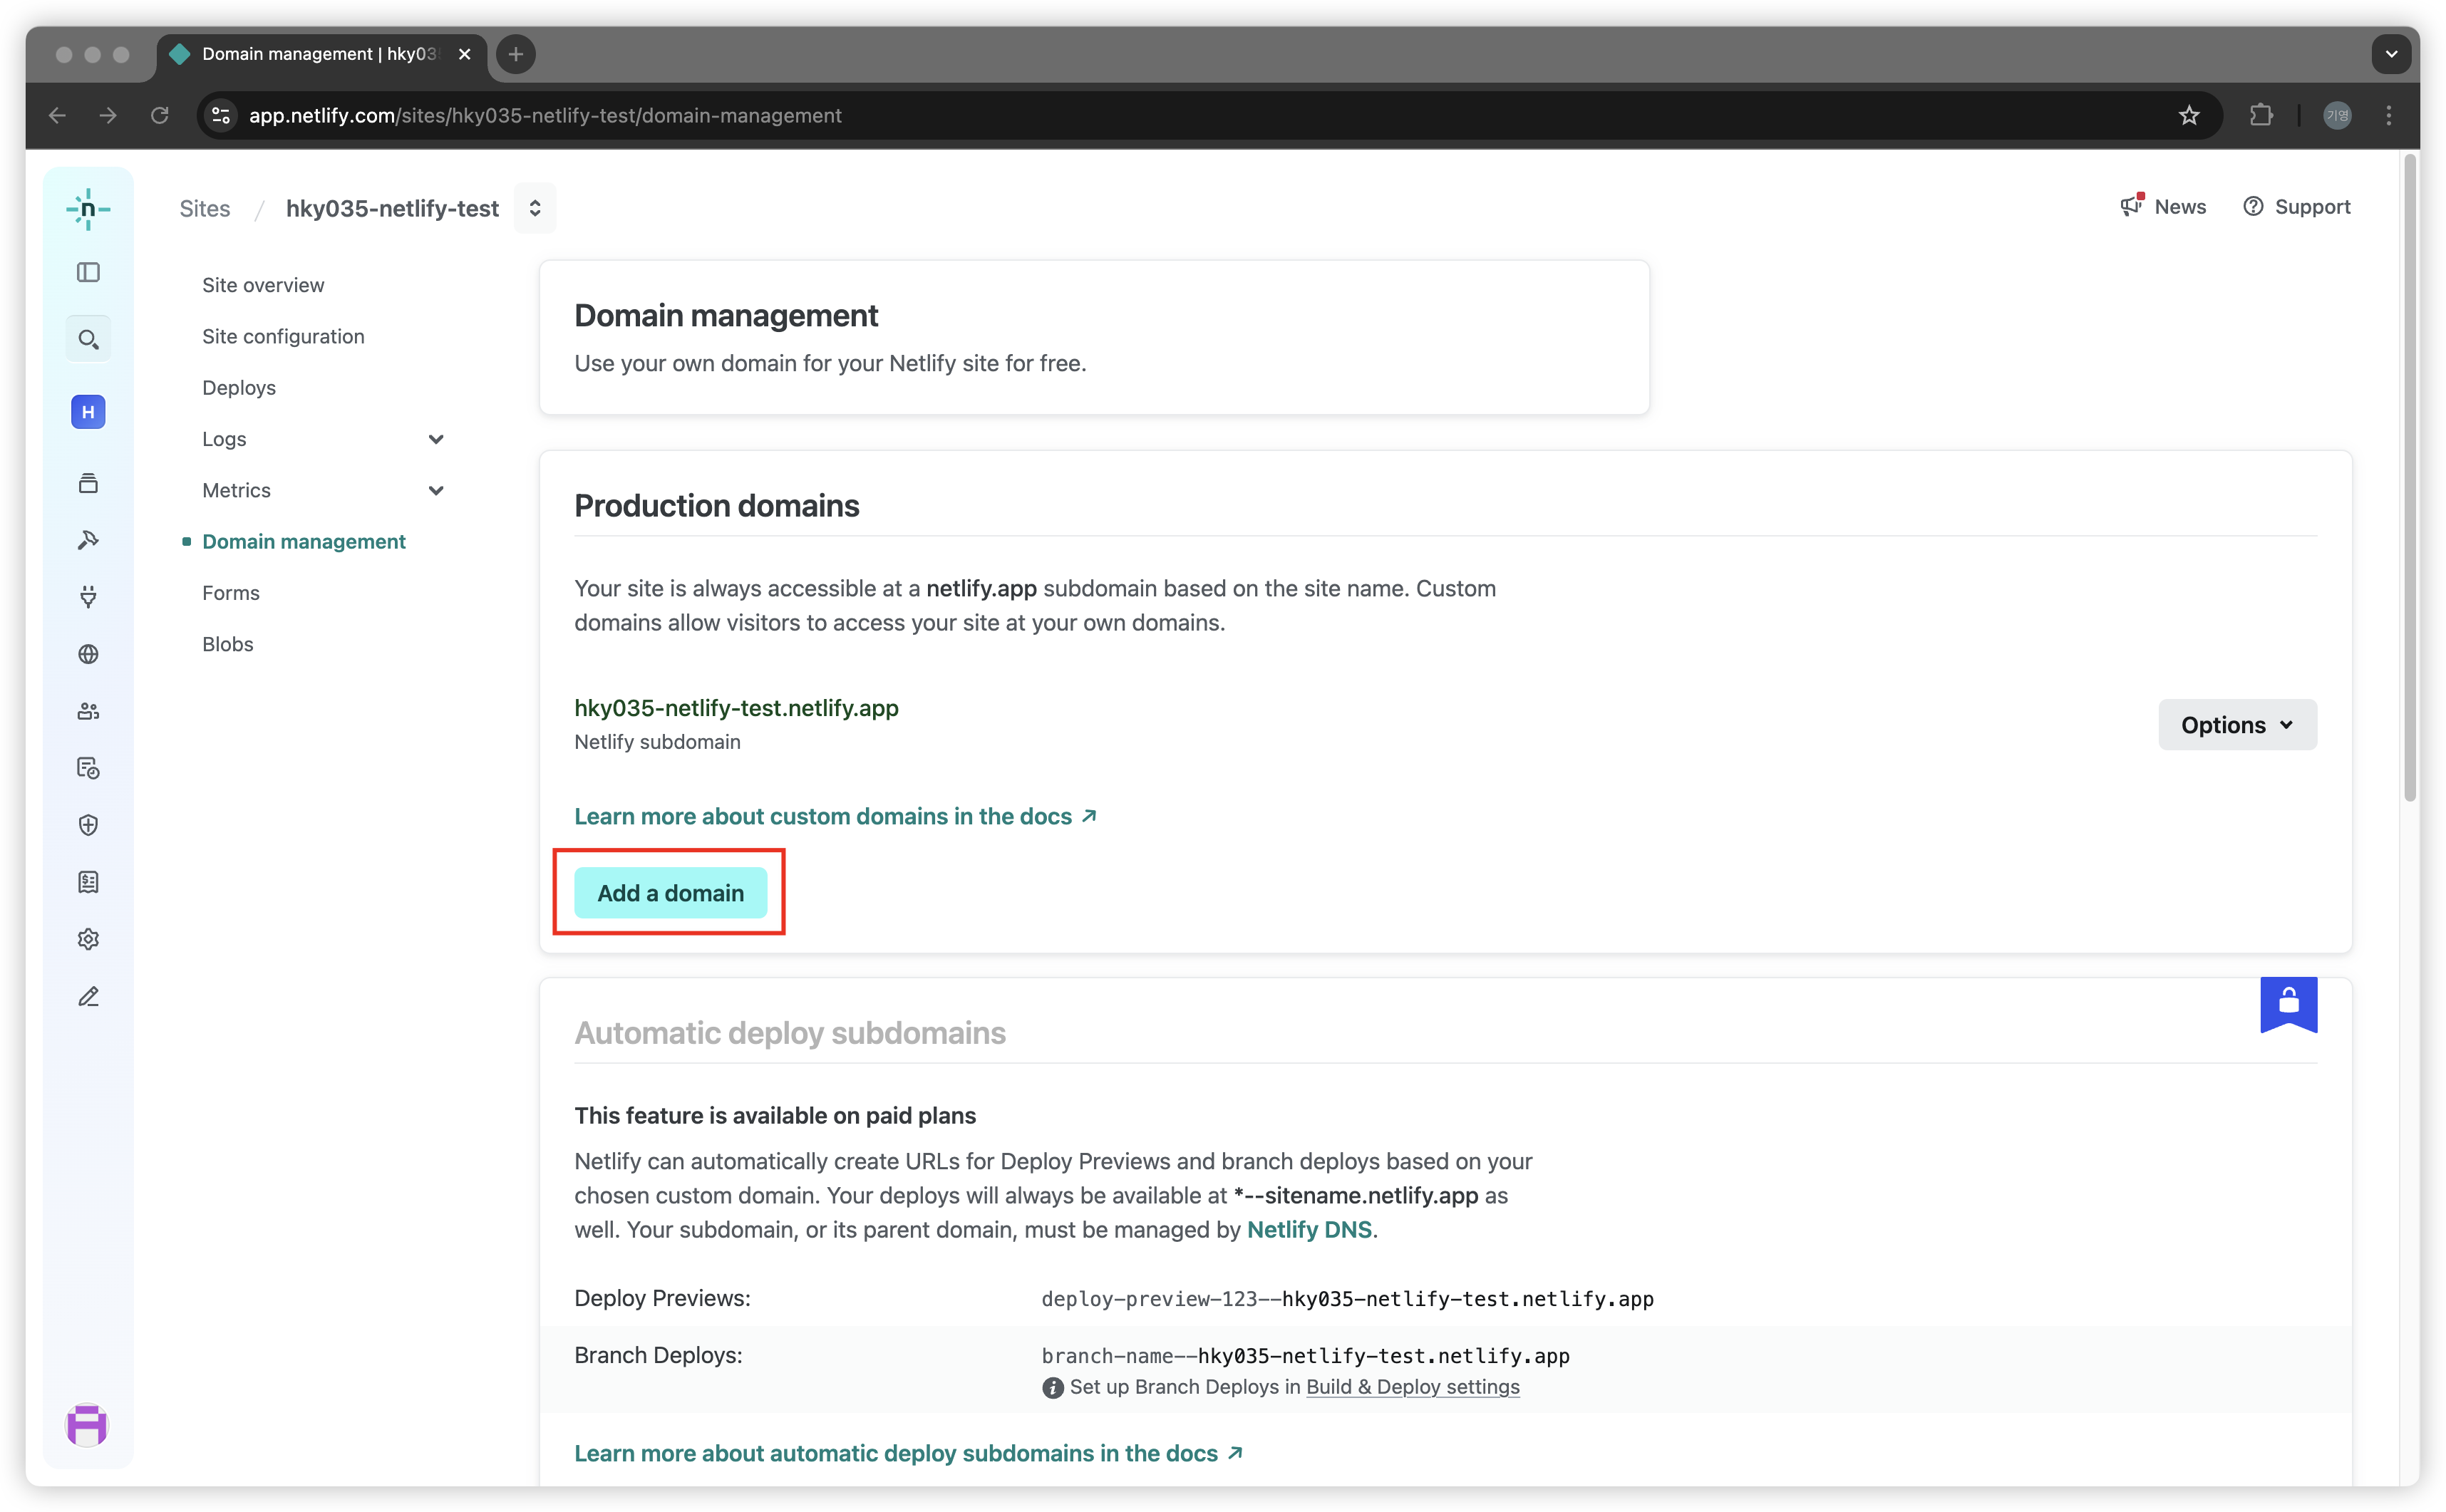 Domain management | hky03
app.netlify.com/sites/hky035-netlify-test/domain-management
기영
n
Sites / hky035-netlify-test
News
Support
H
Site overview
Site configuration
Deploys
Logs
Metrics
Domain management
Forms
Blobs
Domain management
Use your own domain for your Netlify site for free.
Production domains
Your site is always accessible at a netlify.app subdomain based on the site name. Custom
domains allow visitors to access your site at your own domains.
hky035-netlify-test.netlify.app
Netlify subdomain
Options
Learn more about custom domains in the docs
Add a domain
Automatic deploy subdomains
This feature is available on paid plans
Netlify can automatically create URLs for Deploy Previews and branch deploys based on your
chosen custom domain. Your deploys will always be available at *--sitename.netlify.app as
well. Your subdomain, or its parent domain, must be managed by Netlify DNS.
Deploy Previews: deploy-preview-123--hky035-netlify-test.netlify.app
Branch Deploys: branch-name--hky035-netlify-test.netlify.app
Set up Branch Deploys in Build & Deploy settings
Learn more about automatic deploy subdomains in the docs